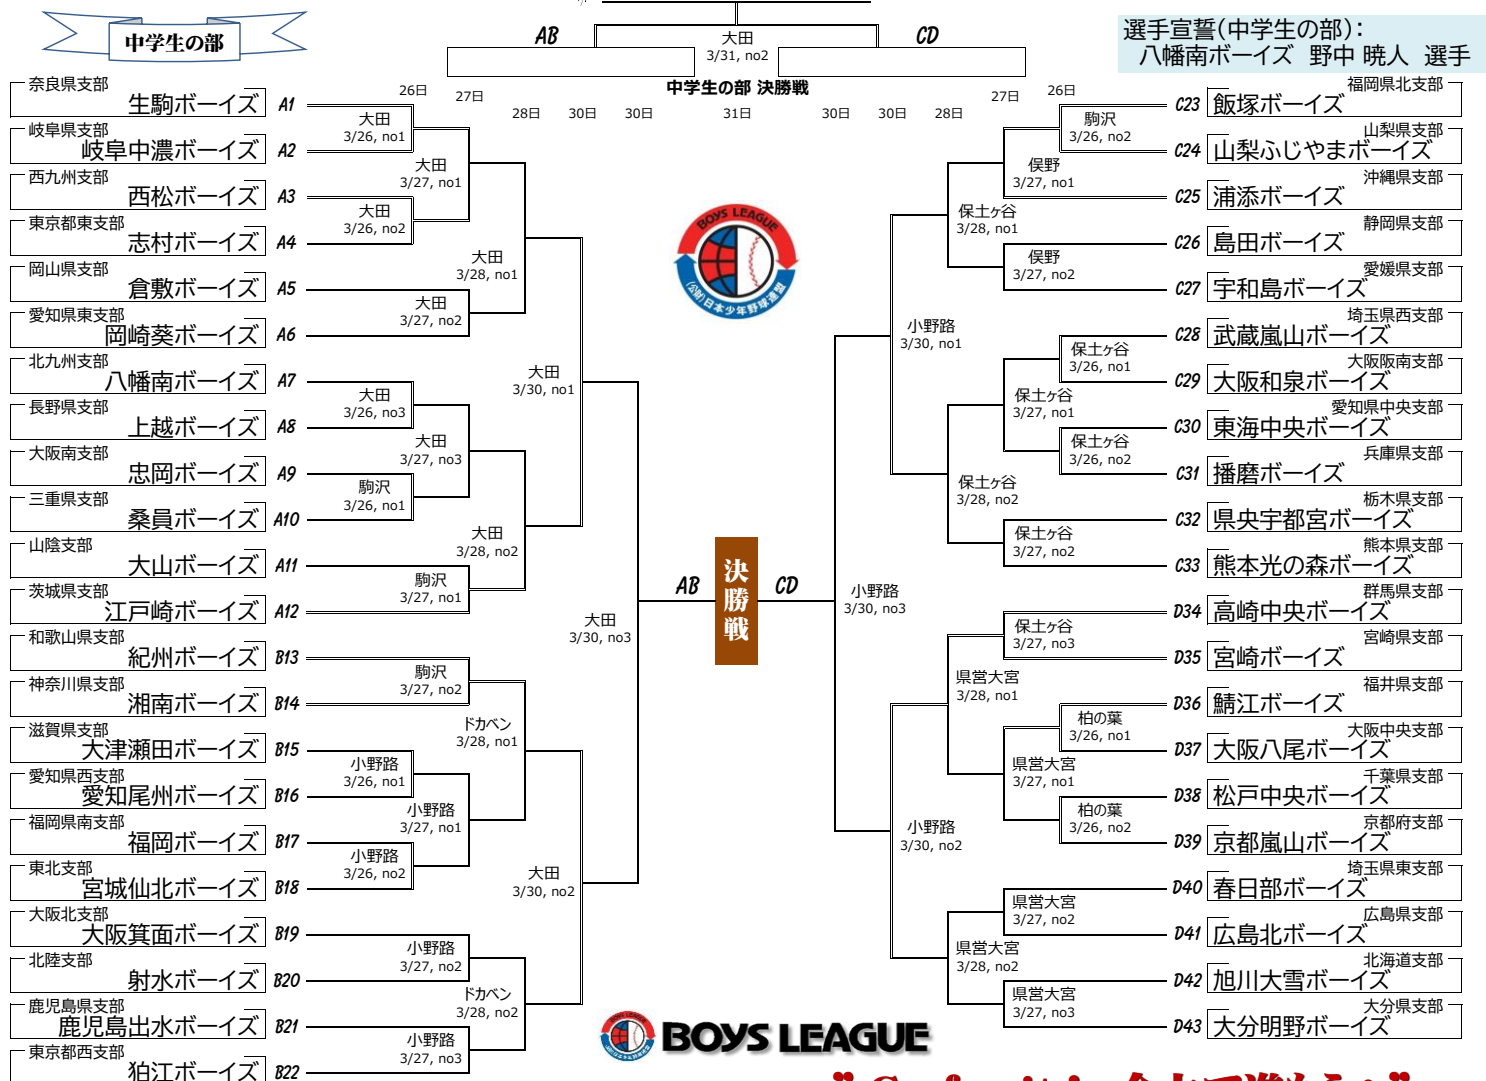 中学生の部
AB
大田
3/31, no2
CD
中学生の部 決勝戦
選手宣誓(中学生の部):
八幡南ボーイズ 野中 暁人 選手
26日
27日
28日
30日
30日
31日
30日
30日
28日
27日
26日
奈良県支部
生駒ボーイズ A1
岐阜県支部
岐阜中濃ボーイズ A2
西九州支部
西松ボーイズ A3
東京都東支部
志村ボーイズ A4
岡山県支部
倉敷ボーイズ A5
愛知県東支部
岡崎葵ボーイズ A6
北九州支部
八幡南ボーイズ A7
長野県支部
上越ボーイズ A8
大阪南支部
忠岡ボーイズ A9
三重県支部
桑員ボーイズ A10
山陰支部
大山ボーイズ A11
茨城県支部
江戸崎ボーイズ A12
和歌山県支部
紀州ボーイズ B13
神奈川県支部
湘南ボーイズ B14
滋賀県支部
大津瀬田ボーイズ B15
愛知県西支部
愛知尾州ボーイズ B16
福岡県南支部
福岡ボーイズ B17
東北支部
宮城仙北ボーイズ B18
大阪北支部
大阪箕面ボーイズ B19
北陸支部
射水ボーイズ B20
鹿児島県支部
鹿児島出水ボーイズ B21
東京都西支部
狛江ボーイズ B22
大田
3/26, no1
大田
3/26, no2
大田
3/26, no3
駒沢
3/26, no1
小野路
3/26, no1
小野路
3/26, no2
大田
3/27, no1
大田
3/27, no2
大田
3/27, no3
駒沢
3/27, no1
駒沢
3/27, no2
小野路
3/27, no1
小野路
3/27, no2
小野路
3/27, no3
大田
3/28, no1
大田
3/28, no2
ドカベン
3/28, no1
ドカベン
3/28, no2
大田
3/30, no1
大田
3/30, no2
大田
3/30, no3
BOYS LEAGUE
(公財)日本少年野球連盟
AB
決勝戦
CD
小野路
3/30, no3
小野路
3/30, no1
小野路
3/30, no2
保土ヶ谷
3/28, no1
保土ヶ谷
3/28, no2
県営大宮
3/28, no1
県営大宮
3/28, no2
俣野
3/27, no1
俣野
3/27, no2
保土ヶ谷
3/27, no1
保土ヶ谷
3/27, no2
保土ヶ谷
3/27, no3
県営大宮
3/27, no1
県営大宮
3/27, no2
県営大宮
3/27, no3
駒沢
3/26, no2
保土ヶ谷
3/26, no1
保土ヶ谷
3/26, no2
柏の葉
3/26, no1
柏の葉
3/26, no2
福岡県北支部
C23 飯塚ボーイズ
山梨県支部
C24 山梨ふじやまボーイズ
沖縄県支部
C25 浦添ボーイズ
静岡県支部
C26 島田ボーイズ
愛媛県支部
C27 宇和島ボーイズ
埼玉県西支部
C28 武蔵嵐山ボーイズ
大阪阪南支部
C29 大阪和泉ボーイズ
愛知県中央支部
C30 東海中央ボーイズ
兵庫県支部
C31 播磨ボーイズ
栃木県支部
C32 県央宇都宮ボーイズ
熊本県支部
C33 熊本光の森ボーイズ
群馬県支部
D34 高崎中央ボーイズ
宮崎県支部
D35 宮崎ボーイズ
福井県支部
D36 鯖江ボーイズ
大阪中央支部
D37 大阪八尾ボーイズ
千葉県支部
D38 松戸中央ボーイズ
京都府支部
D39 京都嵐山ボーイズ
埼玉県東支部
D40 春日部ボーイズ
広島県支部
D41 広島北ボーイズ
北海道支部
D42 旭川大雪ボーイズ
大分県支部
D43 大分明野ボーイズ
BOYS LEAGUE